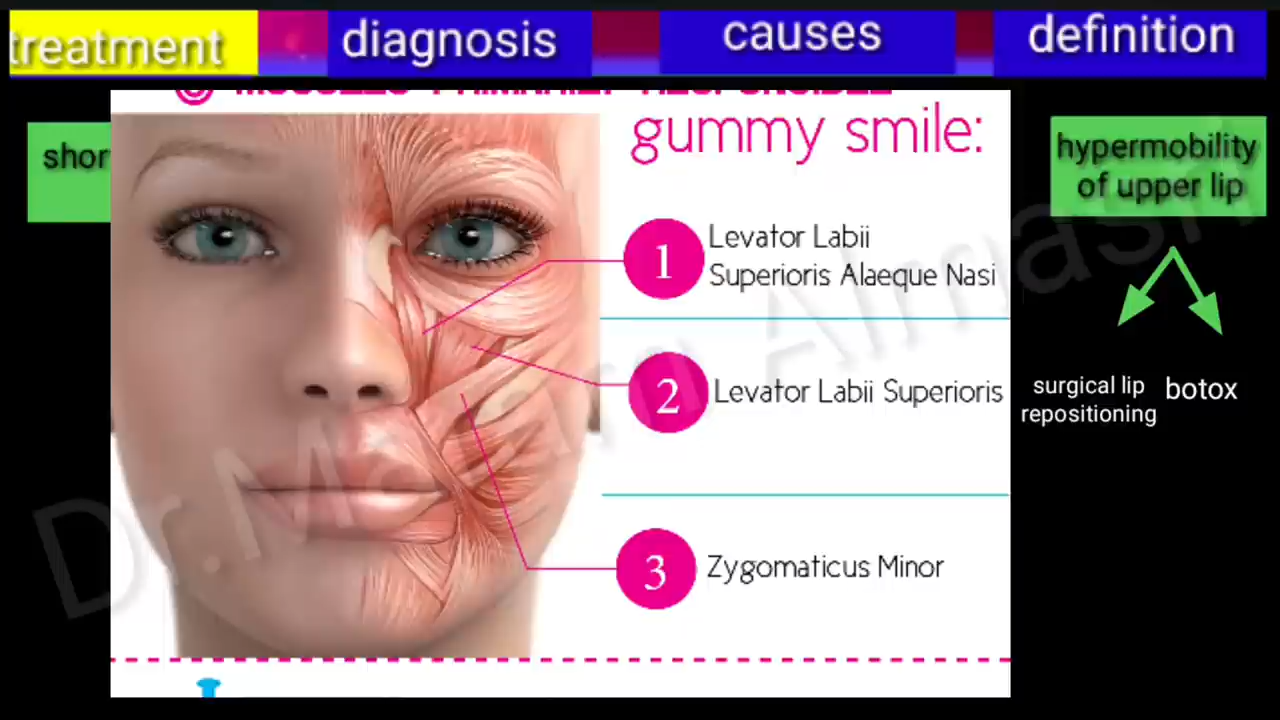 treatment
diagnosis
causes
definition
gummy smile:
1
Levator Labii
Superioris Alaeque Nasi
2
Levator Labii Superioris
3
Zygomaticus Minor
hypermobility
of upper lip
surgical lip
repositioning
botox